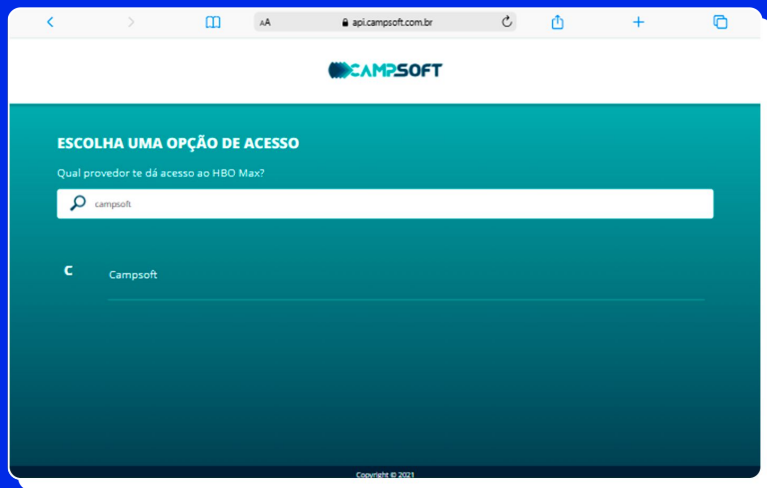 AA api.campsoft.com.br
CAMPSOFT
ESCOLHA UMA OPÇÃO DE ACESSO
Qual provedor te dá acesso ao HBO Max?
campsoft
C
Campsoft
Copyright © 2021